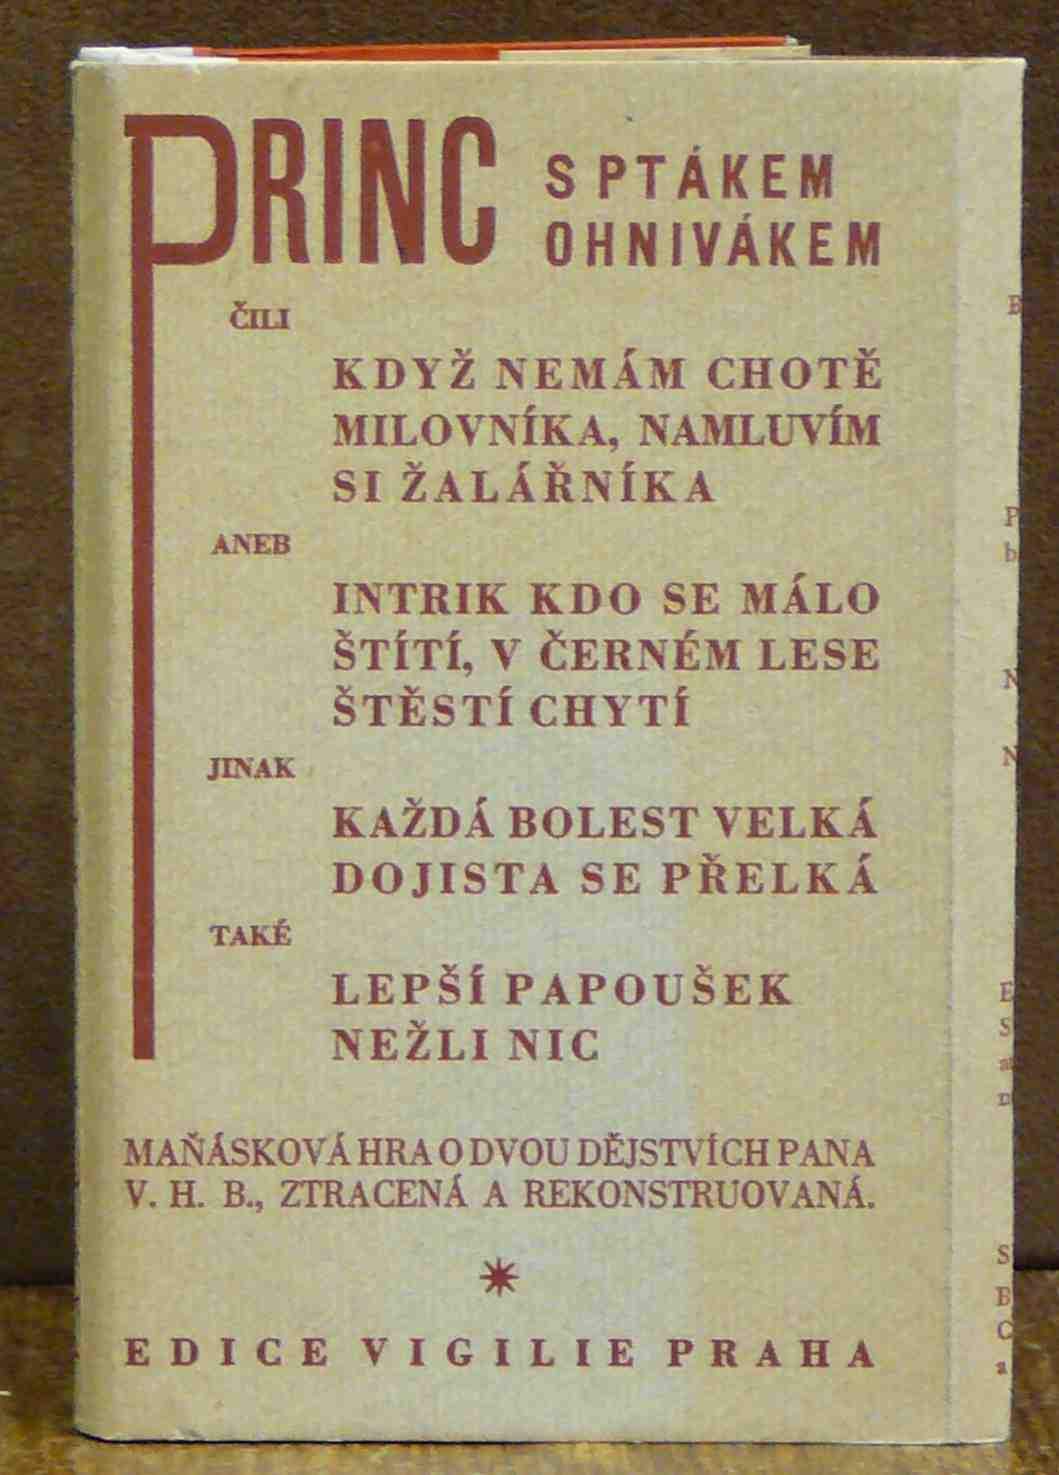 PRINC S PTÁKEM
OHNIVÁKEM
ČILI
KDYŽ NEMÁM CHOTĚ
MILOVNÍKA, NAMLUVÍM
SI ŽALÁŘNÍKA
ANEB
INTRIK KDO SE MÁLO
ŠTÍTÍ, V ČERNÉM LESE
ŠTĚSTÍ CHYTÍ
JINAK
KAŽDÁ BOLEST VELKÁ
DOJISTA SE PŘELKÁ
TAKÉ
LEPŠÍ PAPOUŠEK
NEŽLI NIC
MAŇÁSKOVÁ HRA O DVOU DĚJSTVÍCH PANA
V. H. B., ZTRACENÁ A REKONSTRUOVANÁ.
EDICE VIGILIE PRAHA